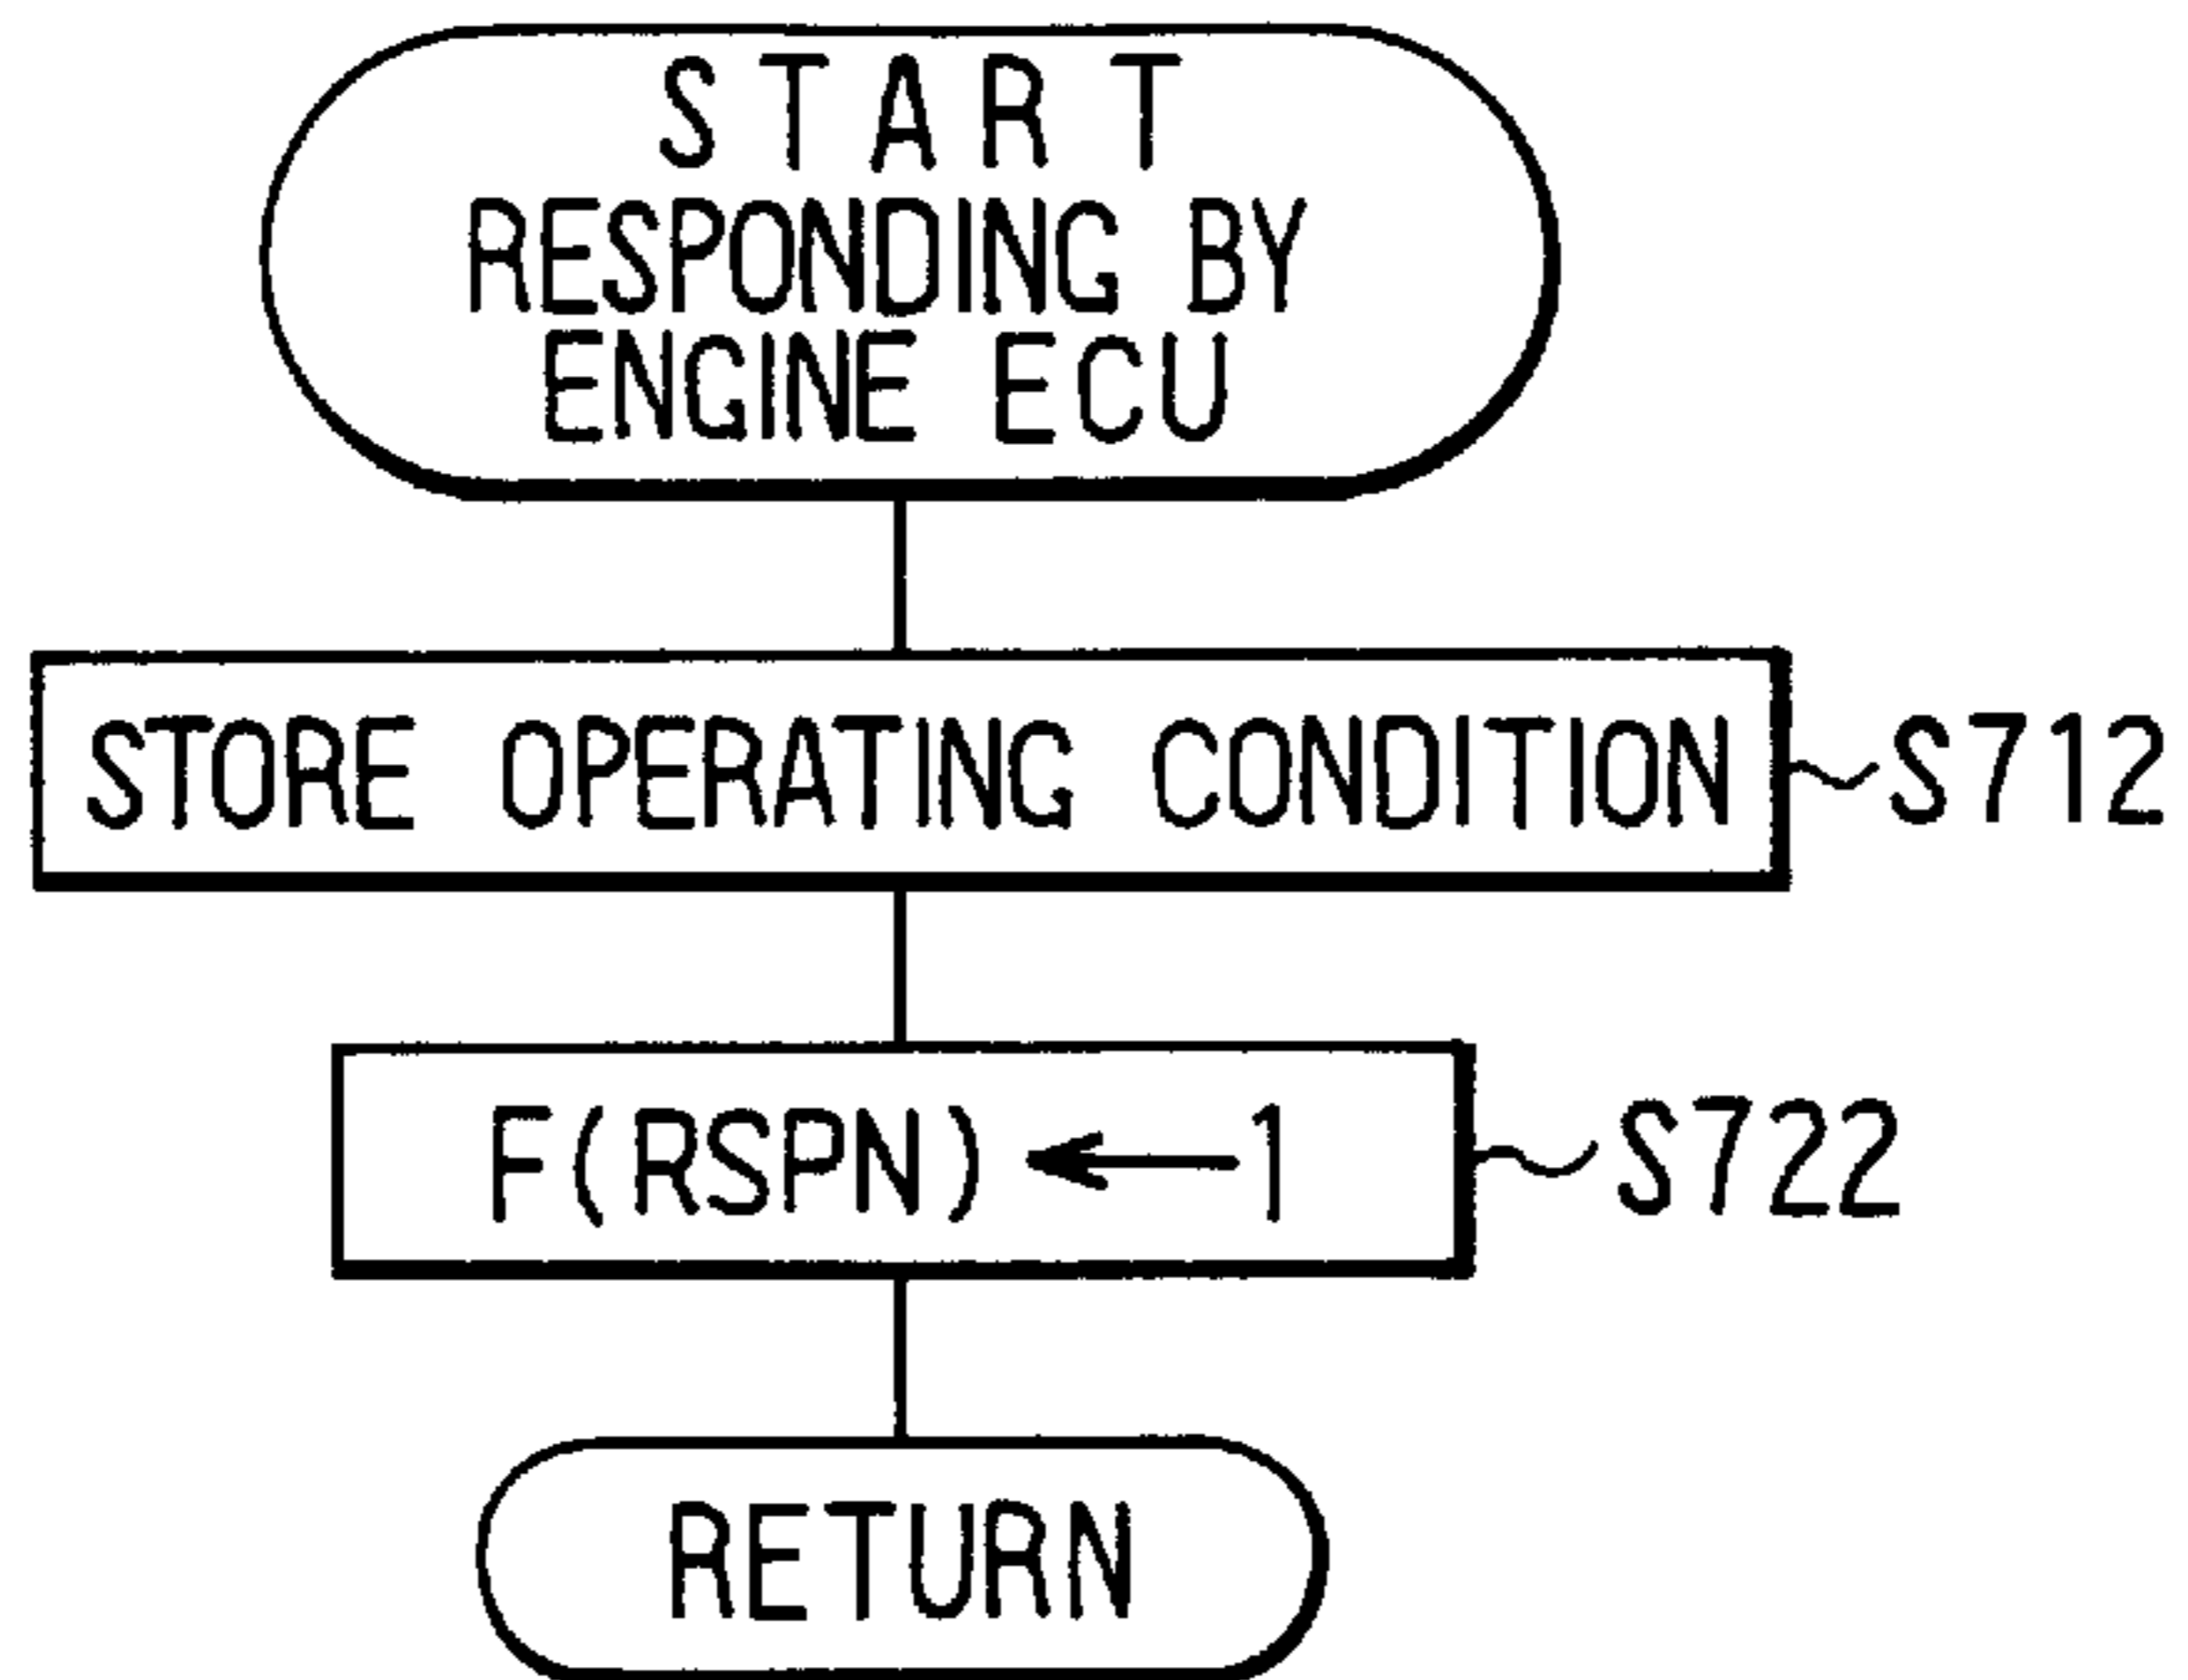 START
RESPONDING BY
ENGINE ECU
STORE OPERATING CONDITION S712
F(RSPN) ← 1 S722
RETURN